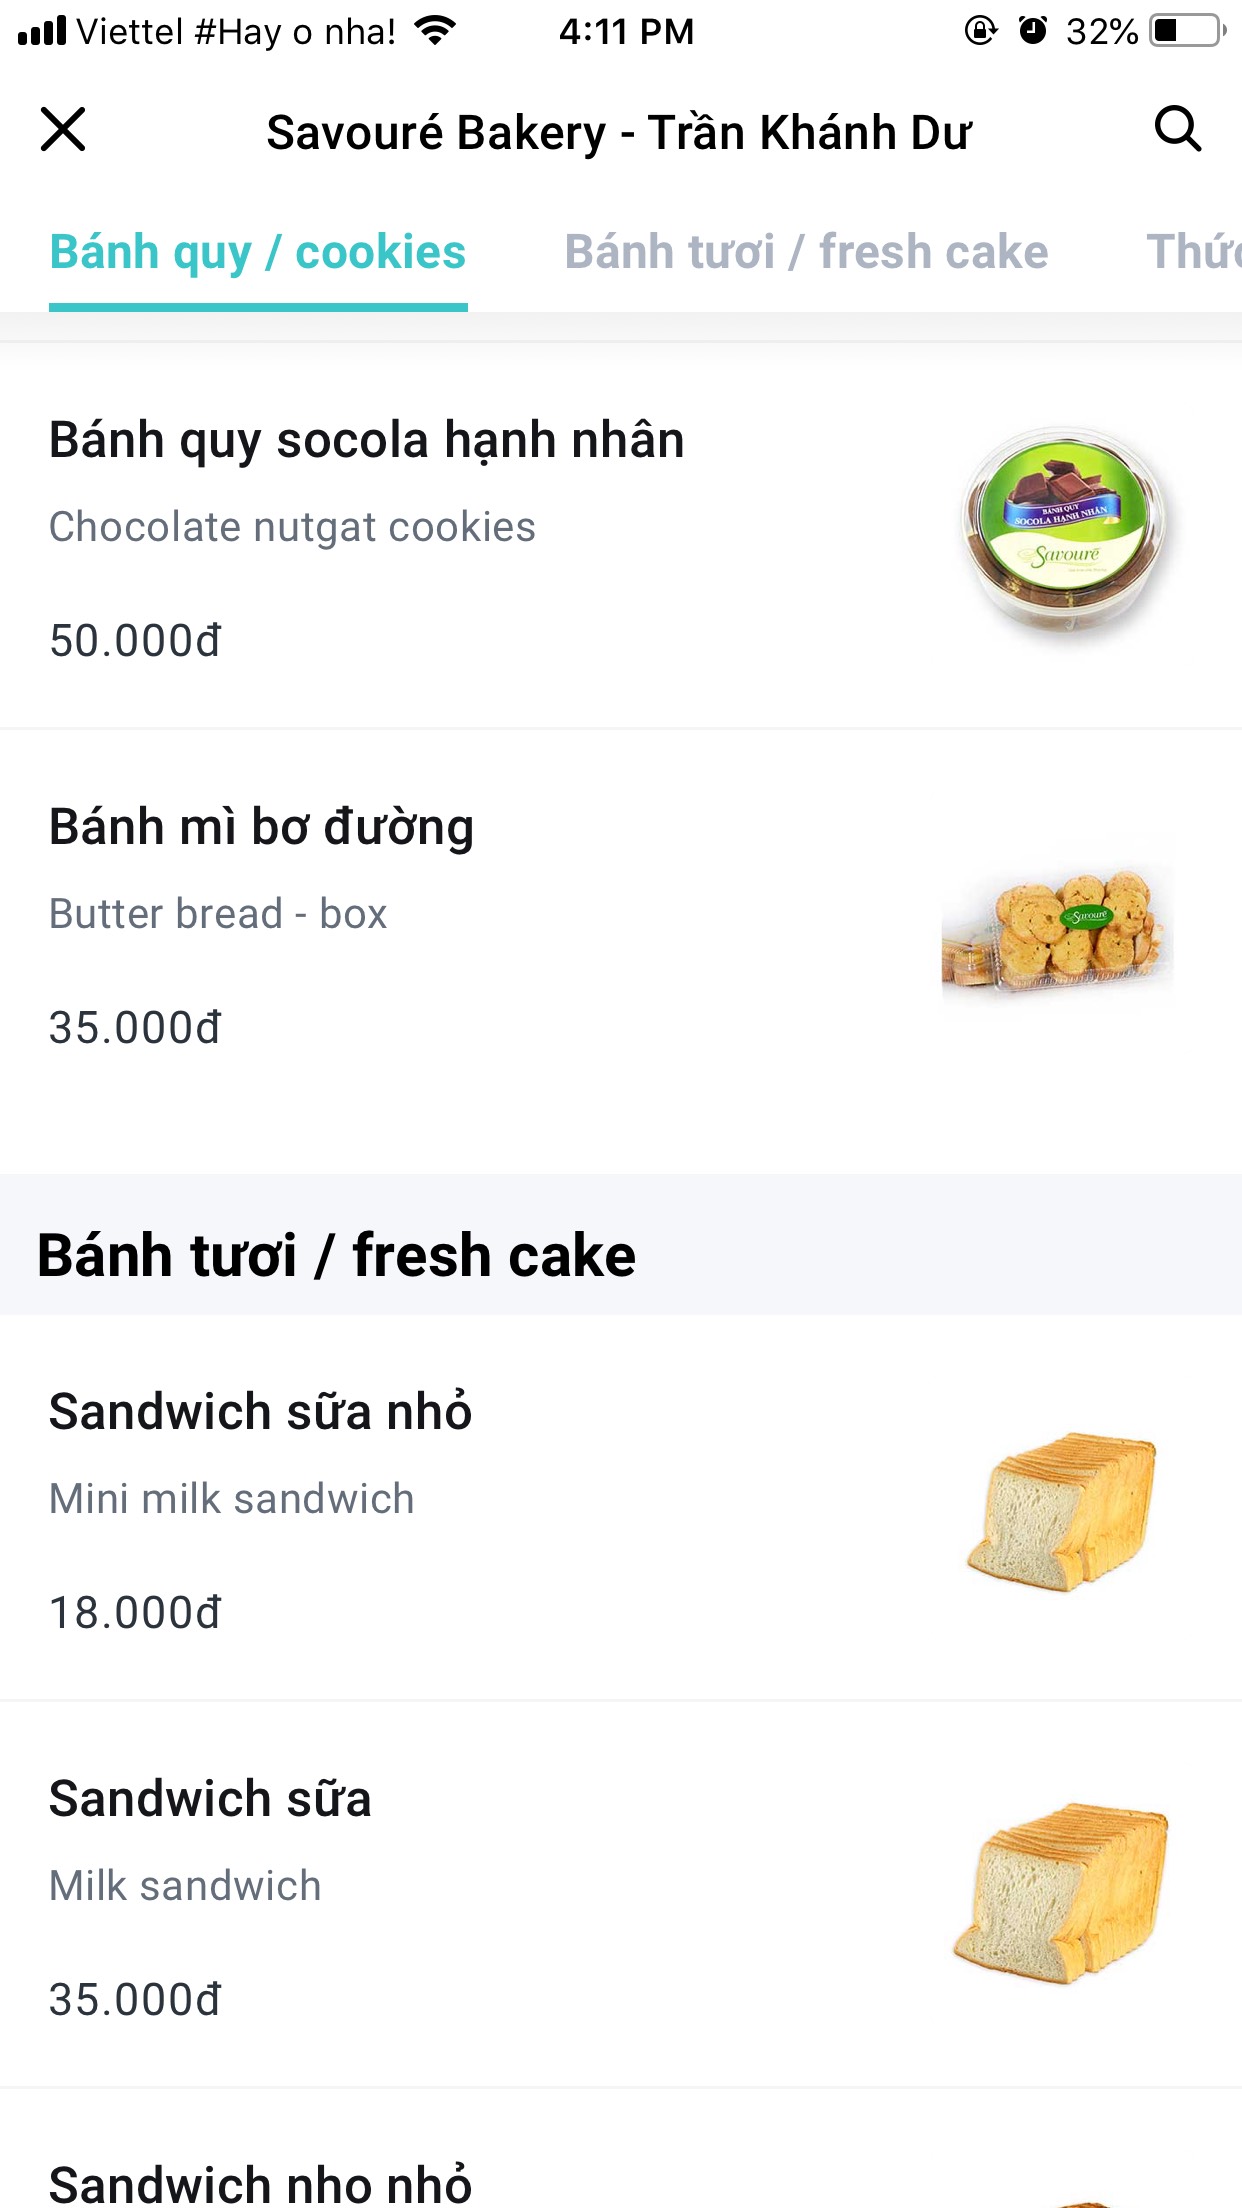 Viettel #Hay o nha! 4:11 PM 32%
Savouré Bakery - Trần Khánh Dư
Bánh quy / cookies Bánh tươi / fresh cake
Bánh quy socola hạnh nhân
Chocolate nutgat cookies
50.000đ
BÁNH QUY
SOCOLA HẠNH NHÂN
Savouré
Bánh mì bơ đường
Butter bread - box
35.000đ
Savouré
Bánh tươi / fresh cake
Sandwich sữa nhỏ
Mini milk sandwich
18.000đ
Sandwich sữa
Milk sandwich
35.000đ
Sandwich nho nhỏ